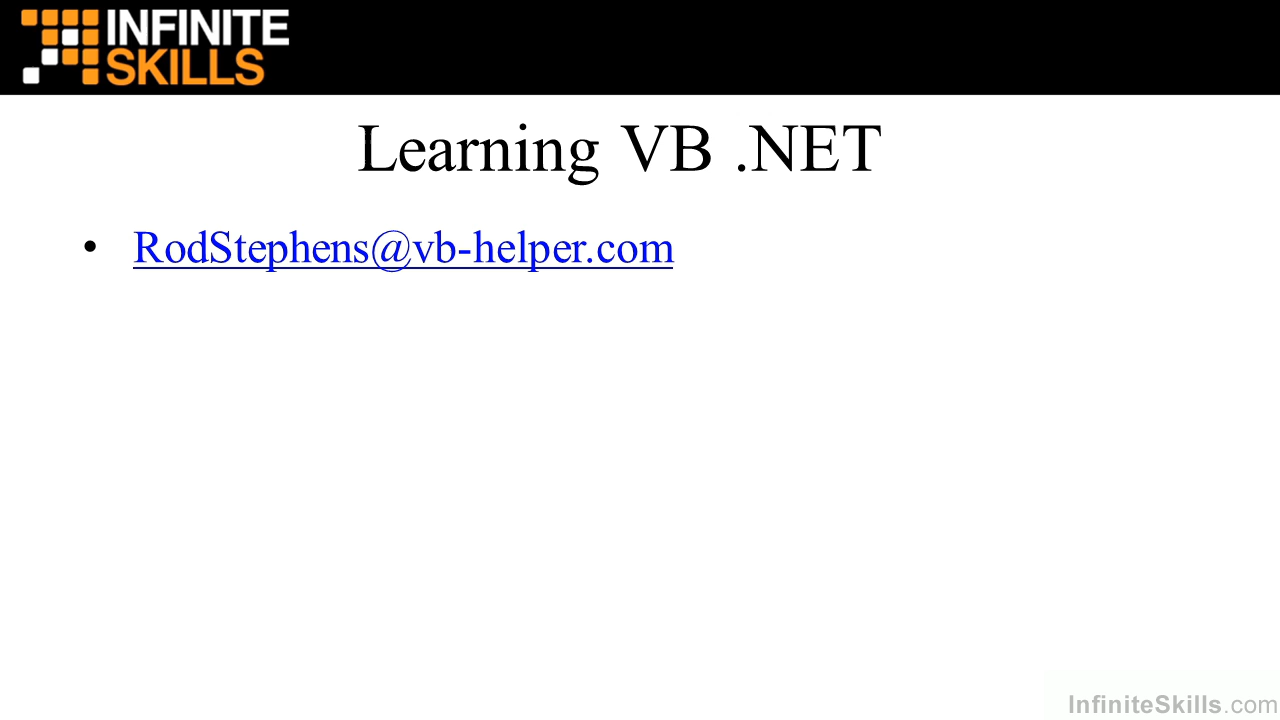 INFINITE
SKILLS
Learning VB .NET
• RodStephens@vb-helper.com
InfiniteSkills.com